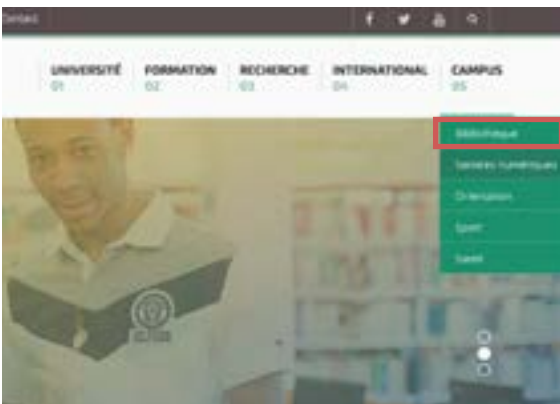 Contact
UNIVERSITÉ FORMATION RECHERCHE INTERNATIONAL CAMPUS
01 02 03 04 05
Bibliothèque
Services numériques
Orientation
Sport
Santé